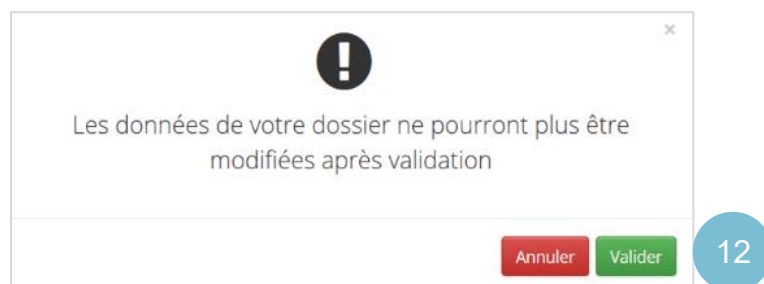 ×
Les données de votre dossier ne pourront plus être
modifiées après validation
Annuler Valider 12